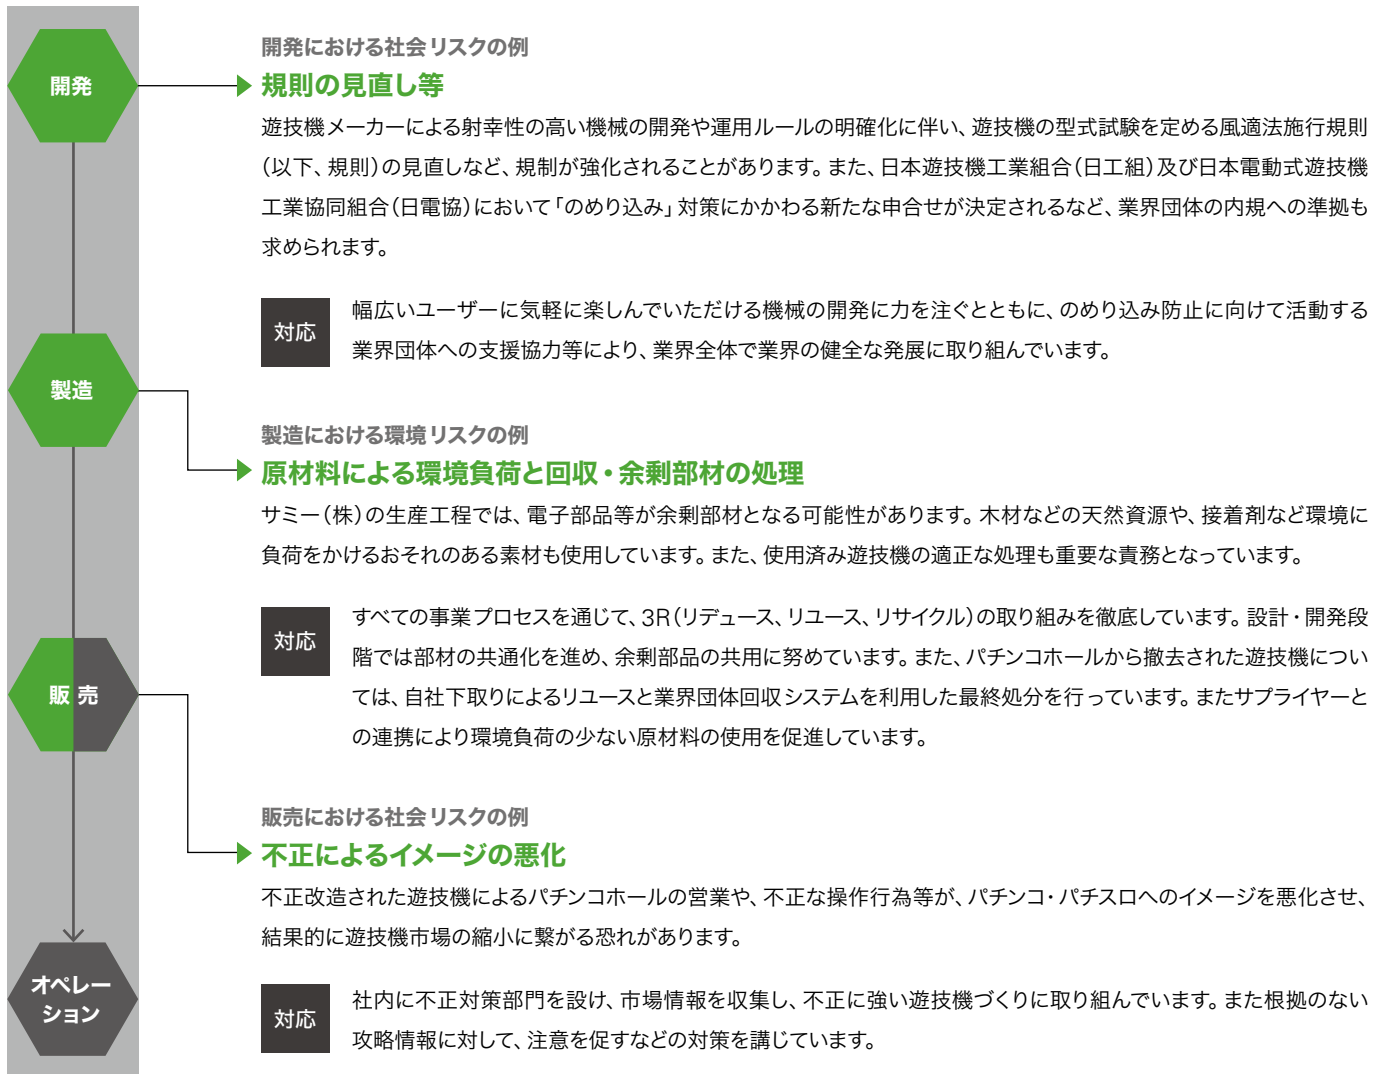 開発
開発における社会リスクの例
規則の見直し等
遊技機メーカーによる射幸性の高い機械の開発や運用ルールの明確化に伴い、遊技機の型式試験を定める風適法施行規則
（以下、規則）の見直しなど、規制が強化されることがあります。また、日本遊技機工業組合（日工組）及び日本電動式遊技機
工業協同組合（日電協）において「のめり込み」対策にかかわる新たな申合せが決定されるなど、業界団体の内規への準拠も
求められます。
対応
幅広いユーザーに気軽に楽しんでいただける機械の開発に力を注ぐとともに、のめり込み防止に向けて活動する
業界団体への支援協力等により、業界全体で業界の健全な発展に取り組んでいます。
製造
製造における環境リスクの例
原材料による環境負荷と回収・余剰部材の処理
サミー（株）の生産工程では、電子部品等が余剰部材となる可能性があります。木材などの天然資源や、接着剤など環境に
負荷をかけるおそれのある素材も使用しています。また、使用済み遊技機の適正な処理も重要な責務となっています。
対応
すべての事業プロセスを通じて、3R（リデュース、リユース、リサイクル）の取り組みを徹底しています。設計・開発段
階では部材の共通化を進め、余剰部品の共用に努めています。また、パチンコホールから撤去された遊技機につい
ては、自社下取りによるリユースと業界団体回収システムを利用した最終処分を行っています。またサプライヤーと
の連携により環境負荷の少ない原材料の使用を促進しています。
販売
販売における社会リスクの例
不正によるイメージの悪化
不正改造された遊技機によるパチンコホールの営業や、不正な操作行為等が、パチンコ・パチスロへのイメージを悪化させ、
結果的に遊技機市場の縮小に繋がる恐れがあります。
対応
社内に不正対策部門を設け、市場情報を収集し、不正に強い遊技機づくりに取り組んでいます。また根拠のない
攻略情報に対して、注意を促すなどの対策を講じています。
オペレー
ション